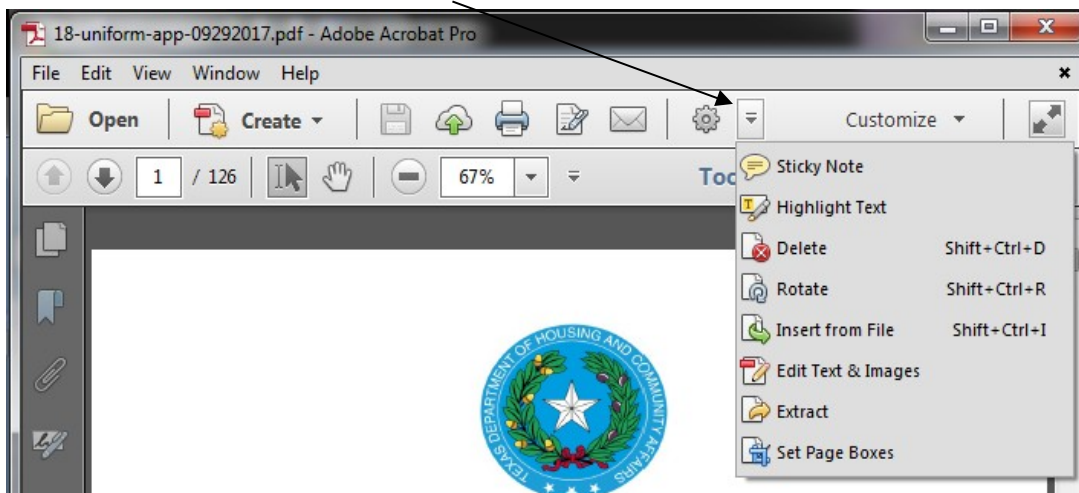 18-uniform-app-09292017.pdf - Adobe Acrobat Pro
File Edit View Window Help
Open Create Customize
1 / 126 67% Too
Sticky Note
Highlight Text
Delete Shift+Ctrl+D
Rotate Shift+Ctrl+R
Insert from File Shift+Ctrl+I
Edit Text & Images
Extract
Set Page Boxes
TEXAS DEPARTMENT OF HOUSING AND COMMUNITY AFFAIRS